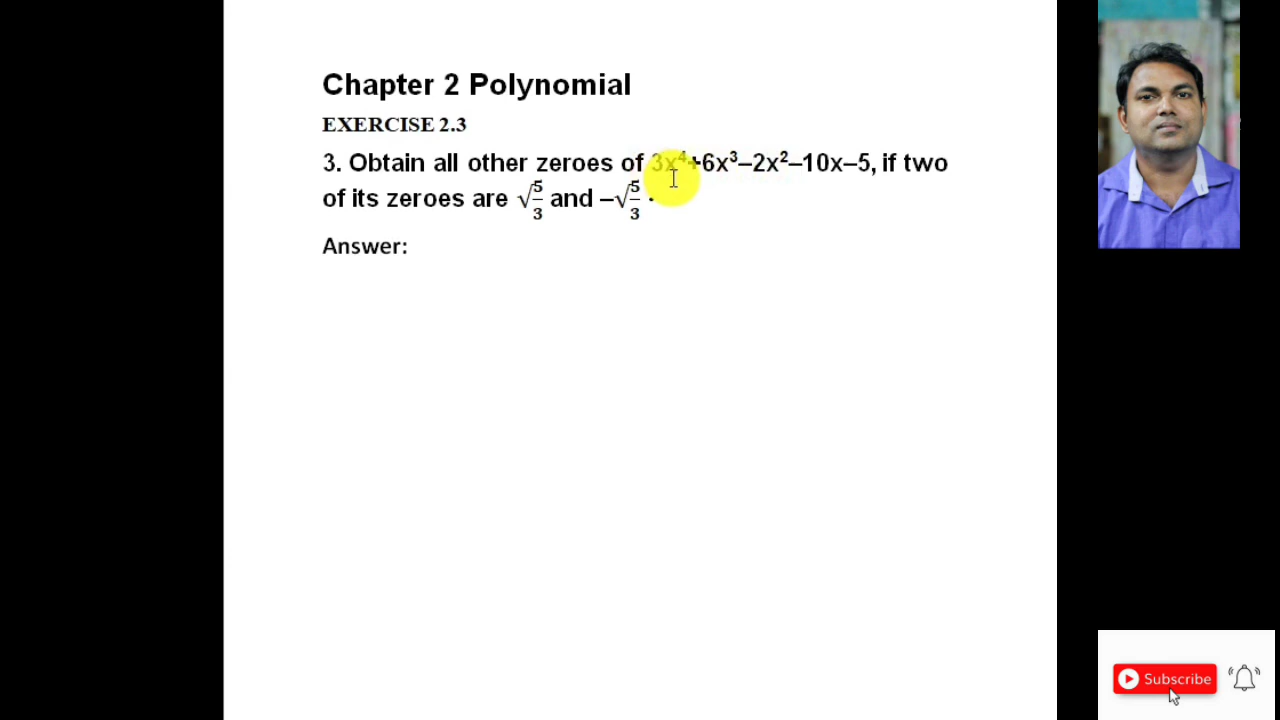 Chapter 2 Polynomial
EXERCISE 2.3
3. Obtain all other zeroes of 3x⁴+6x³–2x²–10x–5, if two
of its zeroes are √5/3 and –√5/3 .
Answer:
Subscribe